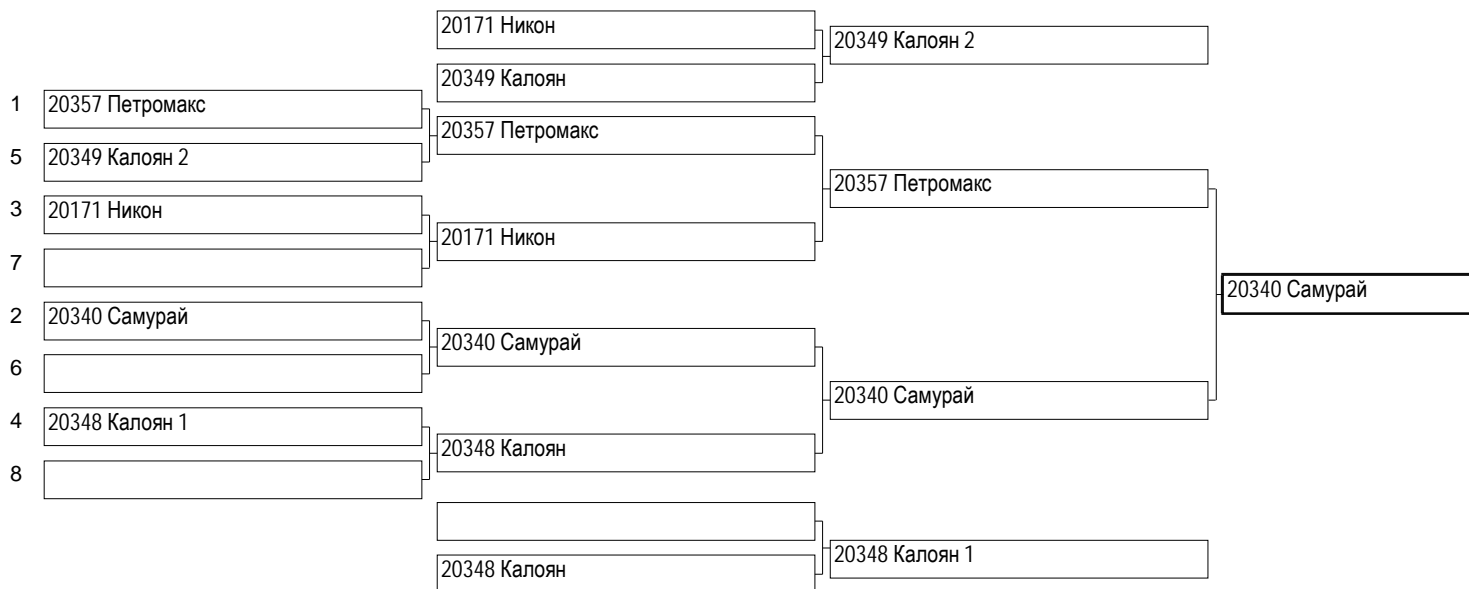 20171 Никон
20349 Калоян 2
20349 Калоян
1 20357 Петромакс
20357 Петромакс
5 20349 Калоян 2
20357 Петромакс
3 20171 Никон
20171 Никон
7
20340 Самурай
2 20340 Самурай
20340 Самурай
6
20340 Самурай
4 20348 Калоян 1
20348 Калоян
8
20348 Калоян 1
20348 Калоян